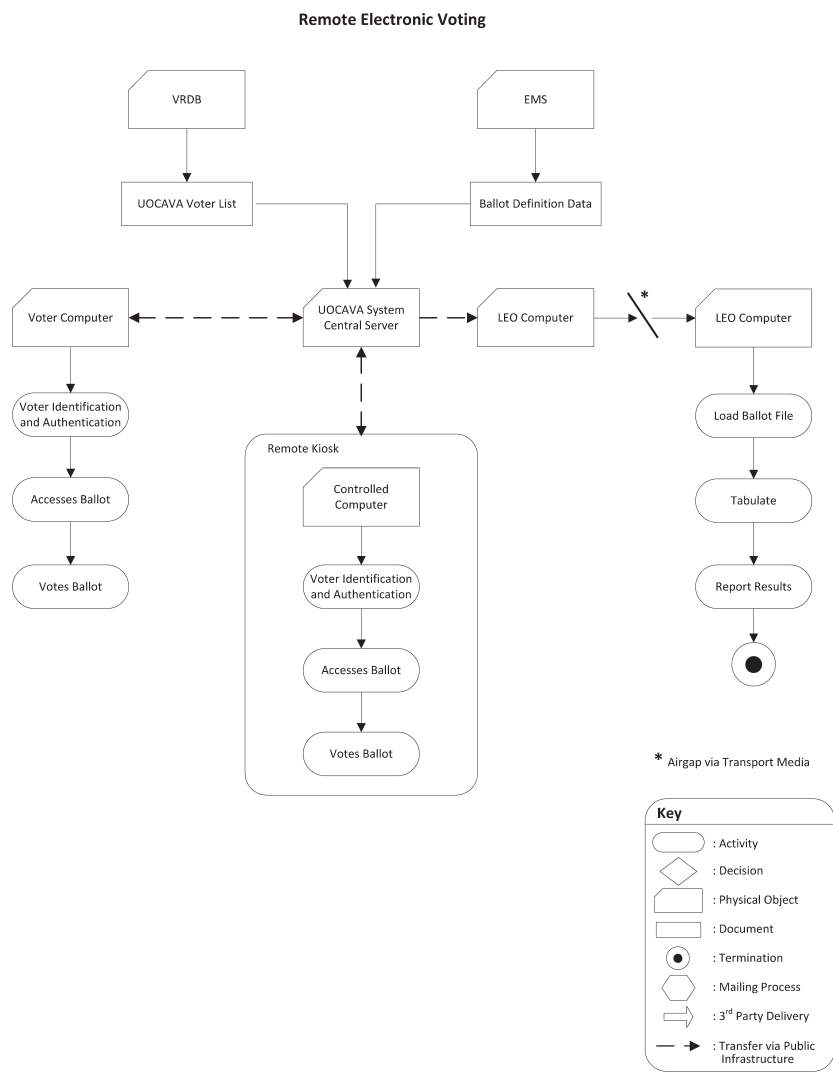 Remote Electronic Voting
VRDB
EMS
UOCAVA Voter List
Ballot Definition Data
Voter Computer
UOCAVA System
Central Server
LEO Computer
*
LEO Computer
Voter Identification
and Authentication
Accesses Ballot
Votes Ballot
Remote Kiosk
Controlled
Computer
Voter Identification
and Authentication
Accesses Ballot
Votes Ballot
Load Ballot File
Tabulate
Report Results
* Airgap via Transport Media
Key
: Activity
: Decision
: Physical Object
: Document
: Termination
: Mailing Process
: 3rd Party Delivery
: Transfer via Public
Infrastructure